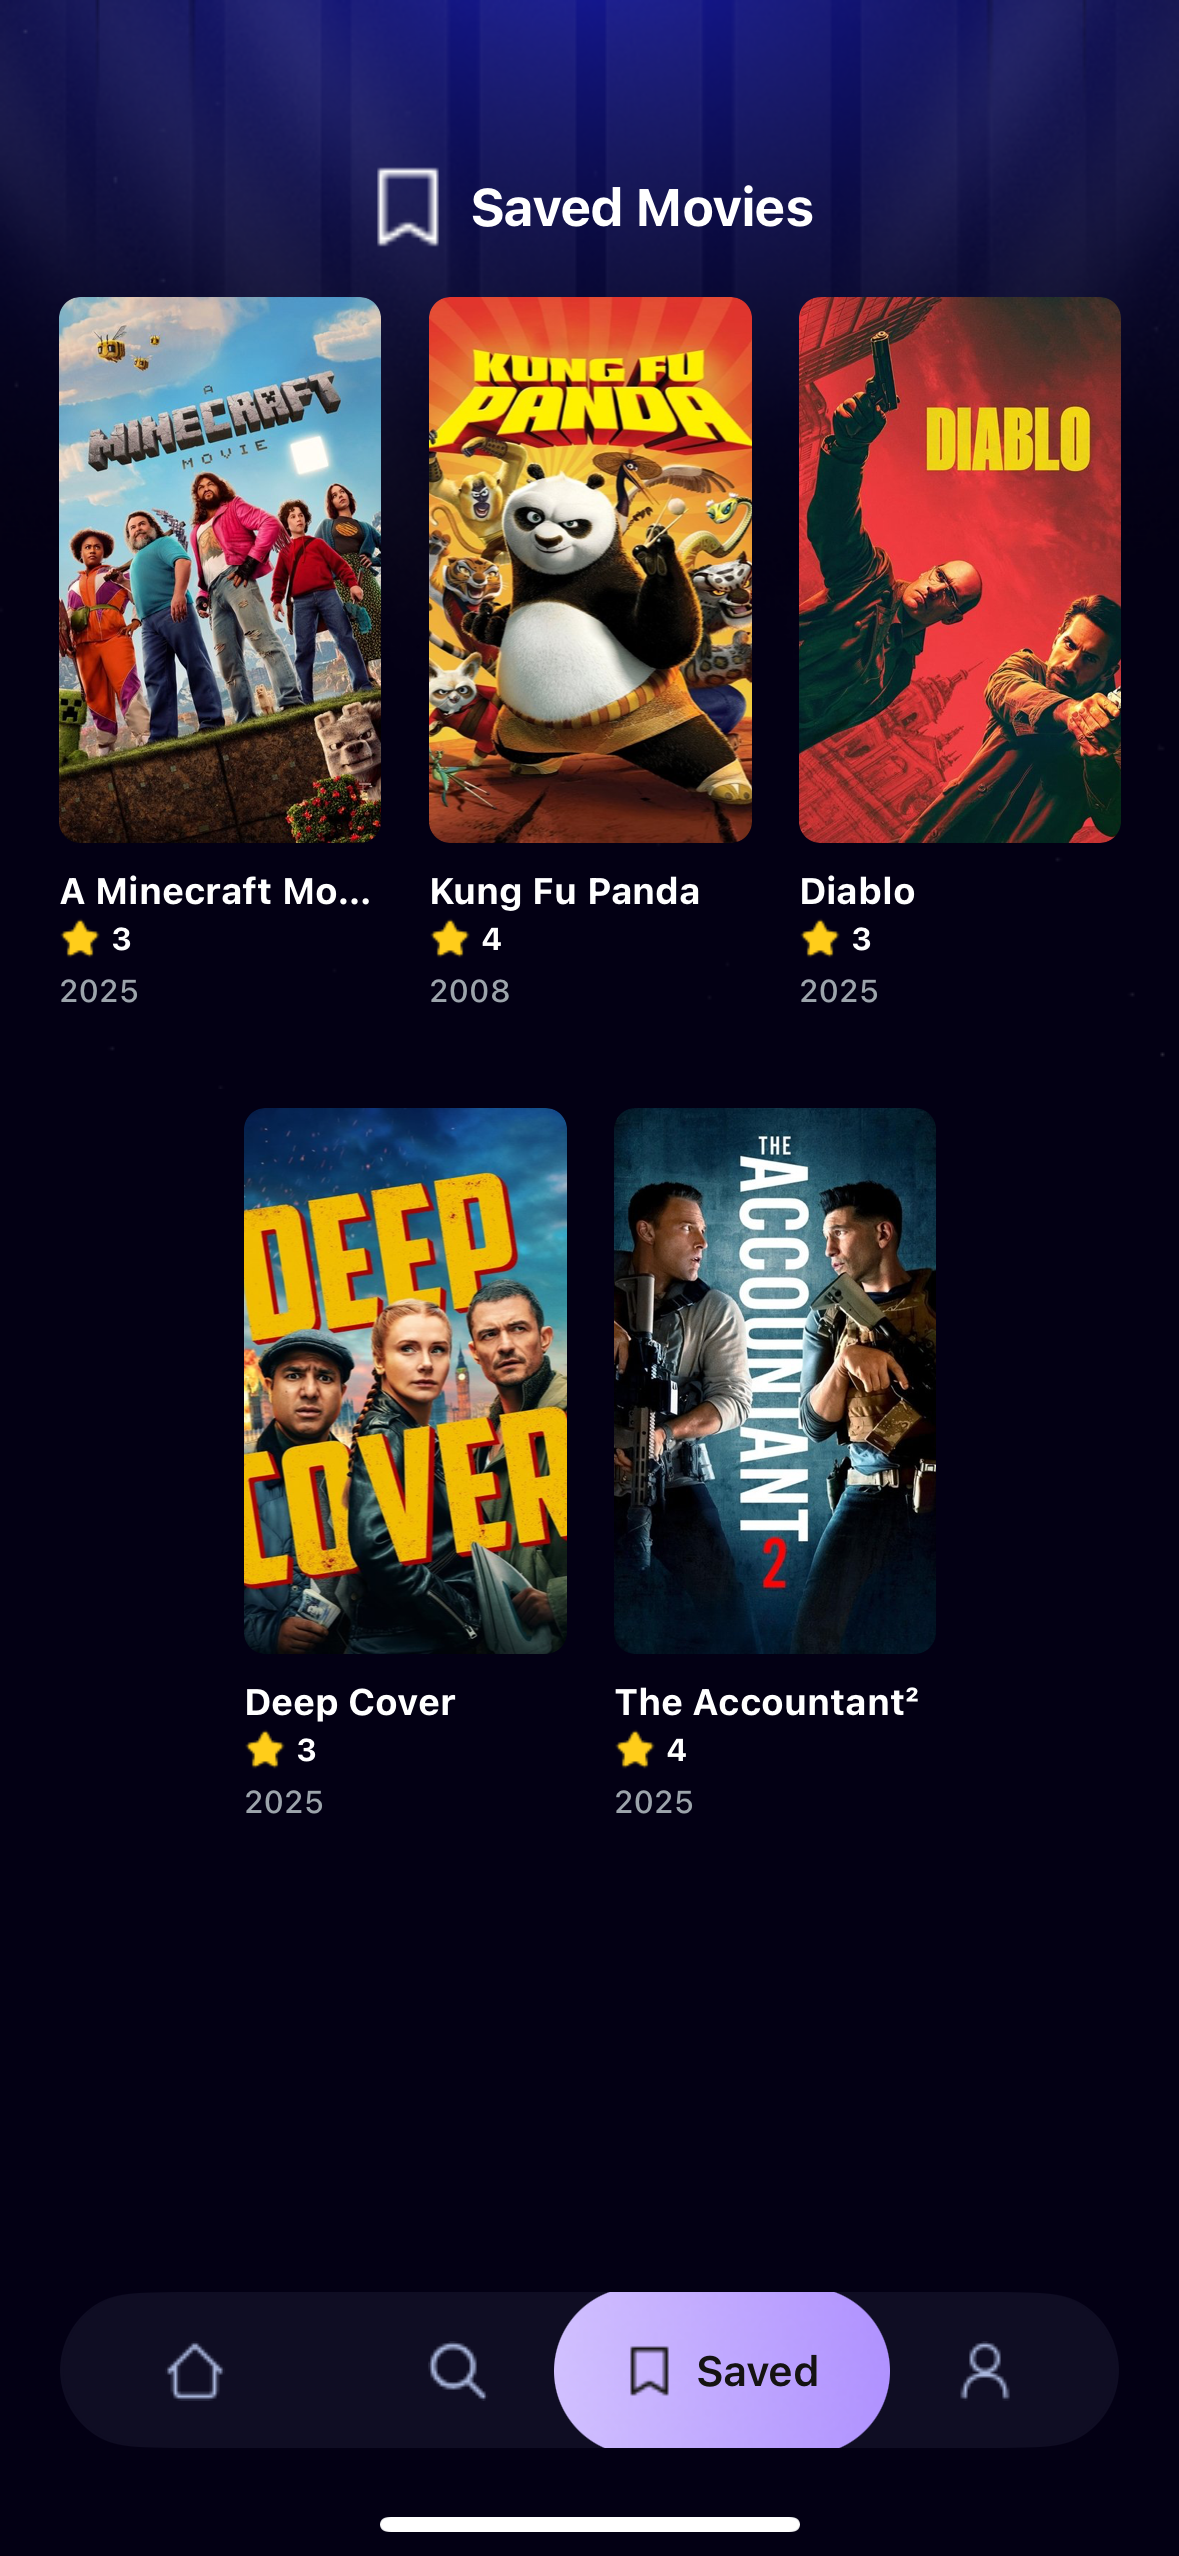 Saved Movies
A
MINECRAFT
MOVIE
KUNG FU
PANDA
DIABLO
A Minecraft Mo...
3
2025
Kung Fu Panda
4
2008
Diablo
3
2025
DEEP
COVER
THE
ACCOUNTANT
2
Deep Cover
3
2025
The Accountant²
4
2025
Saved